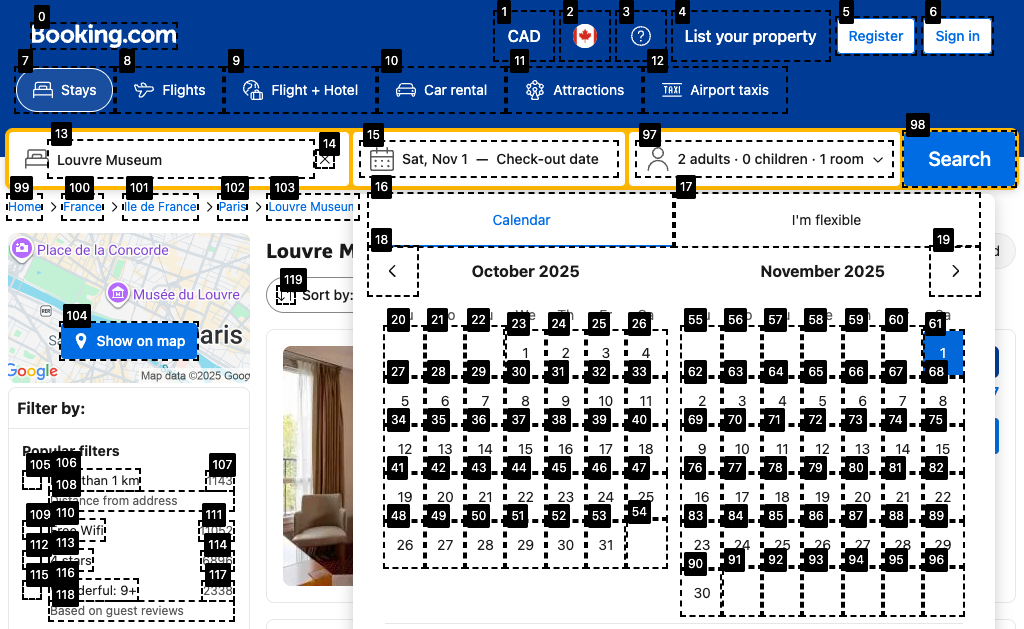 0 1 2 3 4 5 6
Booking.com CAD List your property Register Sign in
7 8 9 10 11 12
Stays Flights Flight + Hotel Car rental Attractions TAXI Airport taxis
13 14 15 97 98
Louvre Museum Sat, Nov 1 — Check-out date 2 adults · 0 children · 1 room Search
99 100 101 102 103 16 17
Home France Ile de France Paris Louvre Museum
Calendar I'm flexible
18 19
Place de la Concorde Louvre M October 2025 November 2025
119
Musée du Louvre Sort by:
RER
104
Show on map Paris
Google Map data ©2025 Goo
20 21 22 23 24 25 26 55 56 57 58 59 60 61
1 2 3 4 1
27 28 29 30 31 32 33 62 63 64 65 66 67 68
5 6 7 8 9 10 11 2 3 4 5 6 7 8
34 35 36 37 38 39 40 69 70 71 72 73 74 75
12 13 14 15 16 17 18 9 10 11 12 13 14 15
41 42 43 44 45 46 47 76 77 78 79 80 81 82
19 20 21 22 23 24 25 16 17 18 19 20 21 22
48 49 50 51 52 53 54 83 84 85 86 87 88 89
26 27 28 29 30 31 23 24 25 26 27 28 29
90 91 92 93 94 95 96
30
Filter by:
Popular filters
105 106 107
than 1 km 1143
108
Distance from address
109 110 111
Free Wifi 1052
112 113 114
stars 6896
115 116 117
derful: 9+ 2338
118
Based on guest reviews